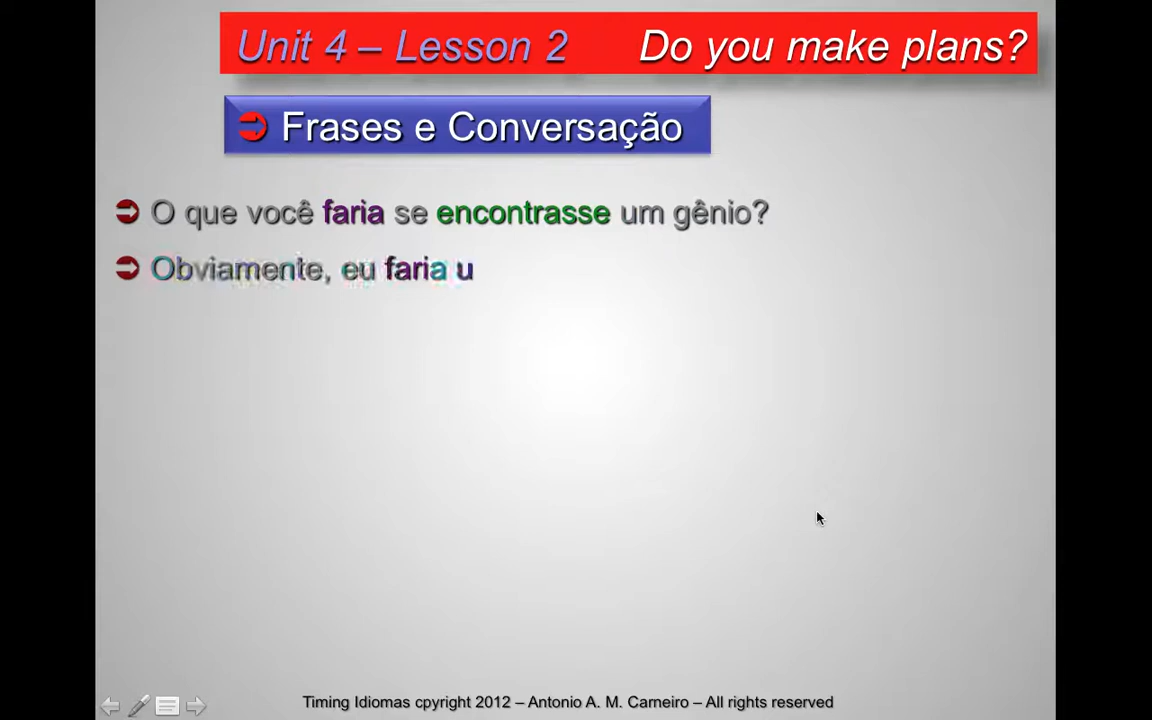 Unit 4 – Lesson 2 Do you make plans?
Frases e Conversação
O que você faria se encontrasse um gênio?
Obviamente, eu faria u
Timing Idiomas cpyright 2012 – Antonio A. M. Carneiro – All rights reserved